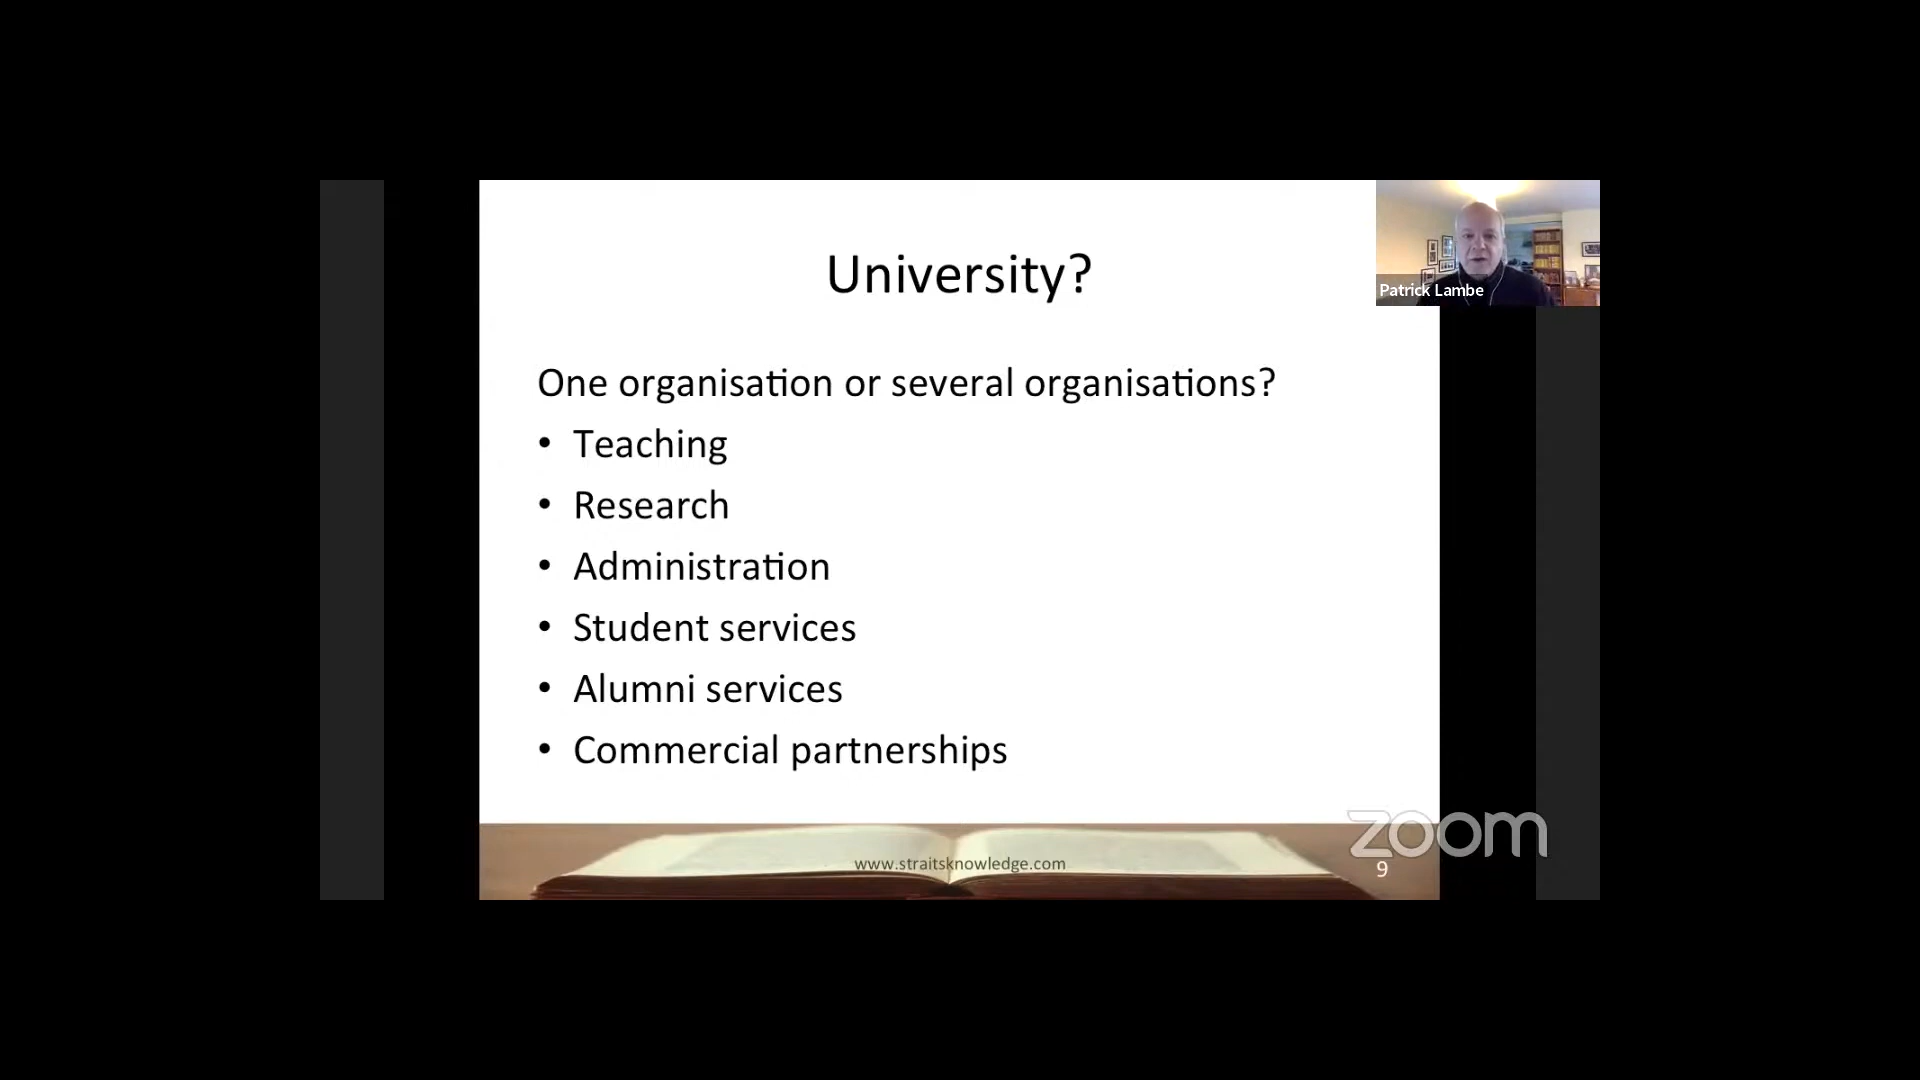 University?
Patrick Lambe
One organisation or several organisations?
• Teaching
• Research
• Administration
• Student services
• Alumni services
• Commercial partnerships
zoom
www.straitsknowledge.com
9